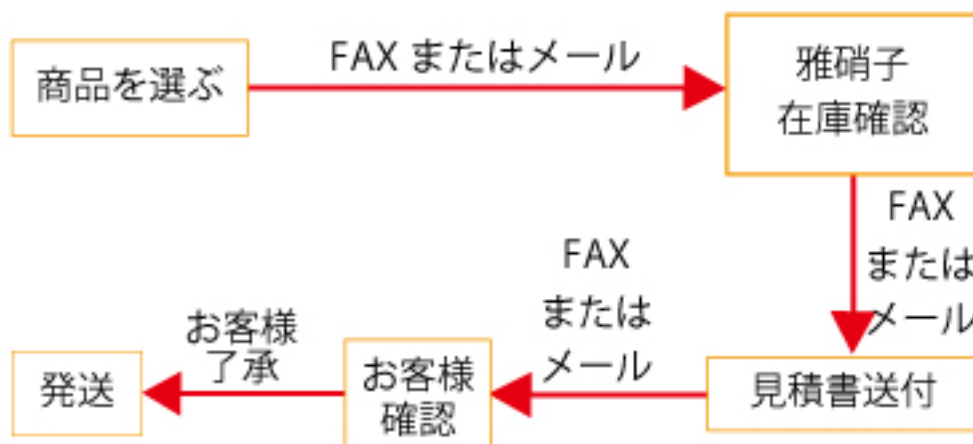 商品を選ぶ
FAX またはメール
雅硝子
在庫確認
FAX
または
メール
見積書送付
FAX
または
メール
お客様
確認
お客様
了承
発送